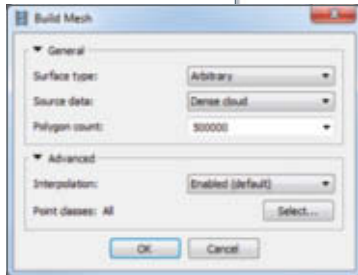 Build Mesh
General
Surface type: Arbitrary
Source data: Dense cloud
Polygon count: 500000
Advanced
Interpolation: Enabled (default)
Point classes: All Select...
OK Cancel